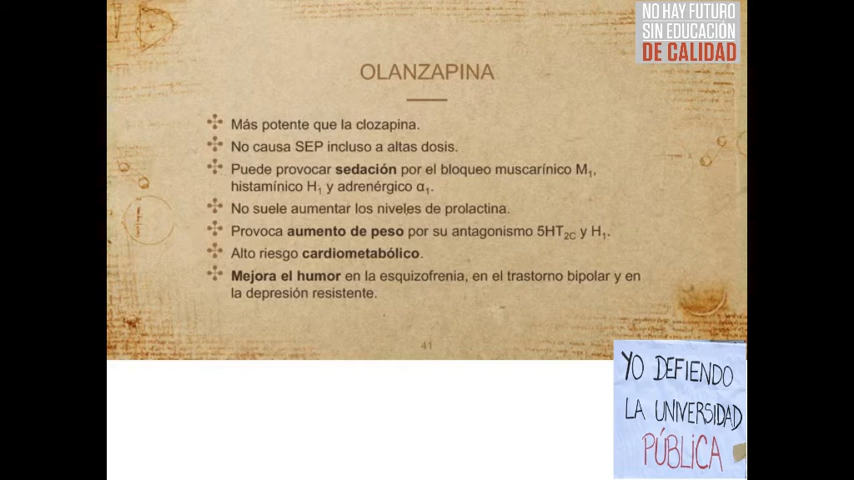 NO HAY FUTURO
SIN EDUCACIÓN
DE CALIDAD
OLANZAPINA
Más potente que la clozapina.
No causa SEP incluso a altas dosis.
Puede provocar sedación por el bloqueo muscarínico M1,
histamínico H1 y adrenérgico α1.
No suele aumentar los niveles de prolactina.
Provoca aumento de peso por su antagonismo 5HT2C y H1.
Alto riesgo cardiometabólico.
Mejora el humor en la esquizofrenia, en el trastorno bipolar y en
la depresión resistente.
41
YO DEFIENDO
LA UNIVERSIDAD
PÚBLICA